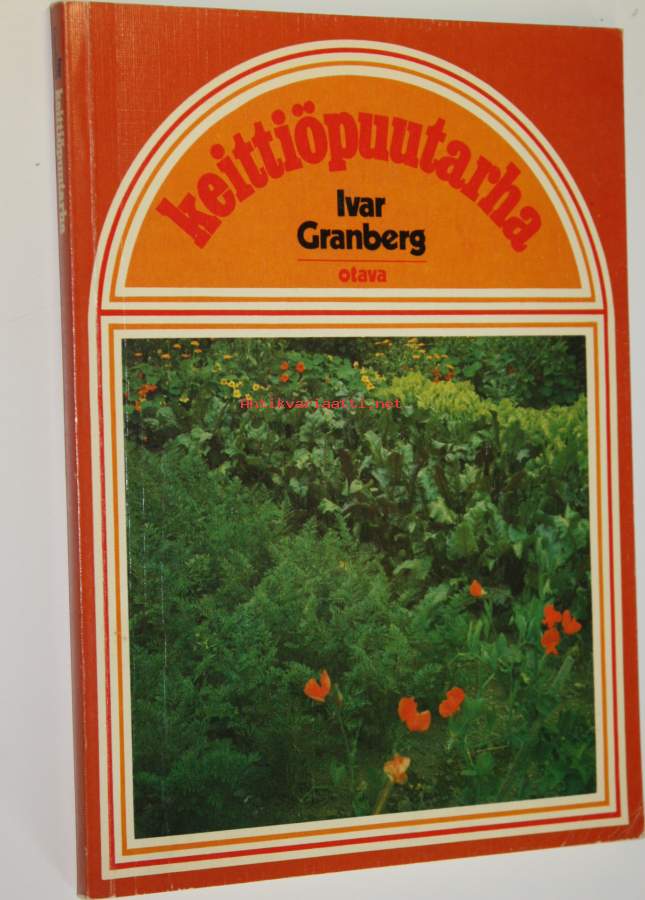 keittiöpuutarha
Ivar
Granberg
otava
Antikvariaatti.net
keittiöpuutarha